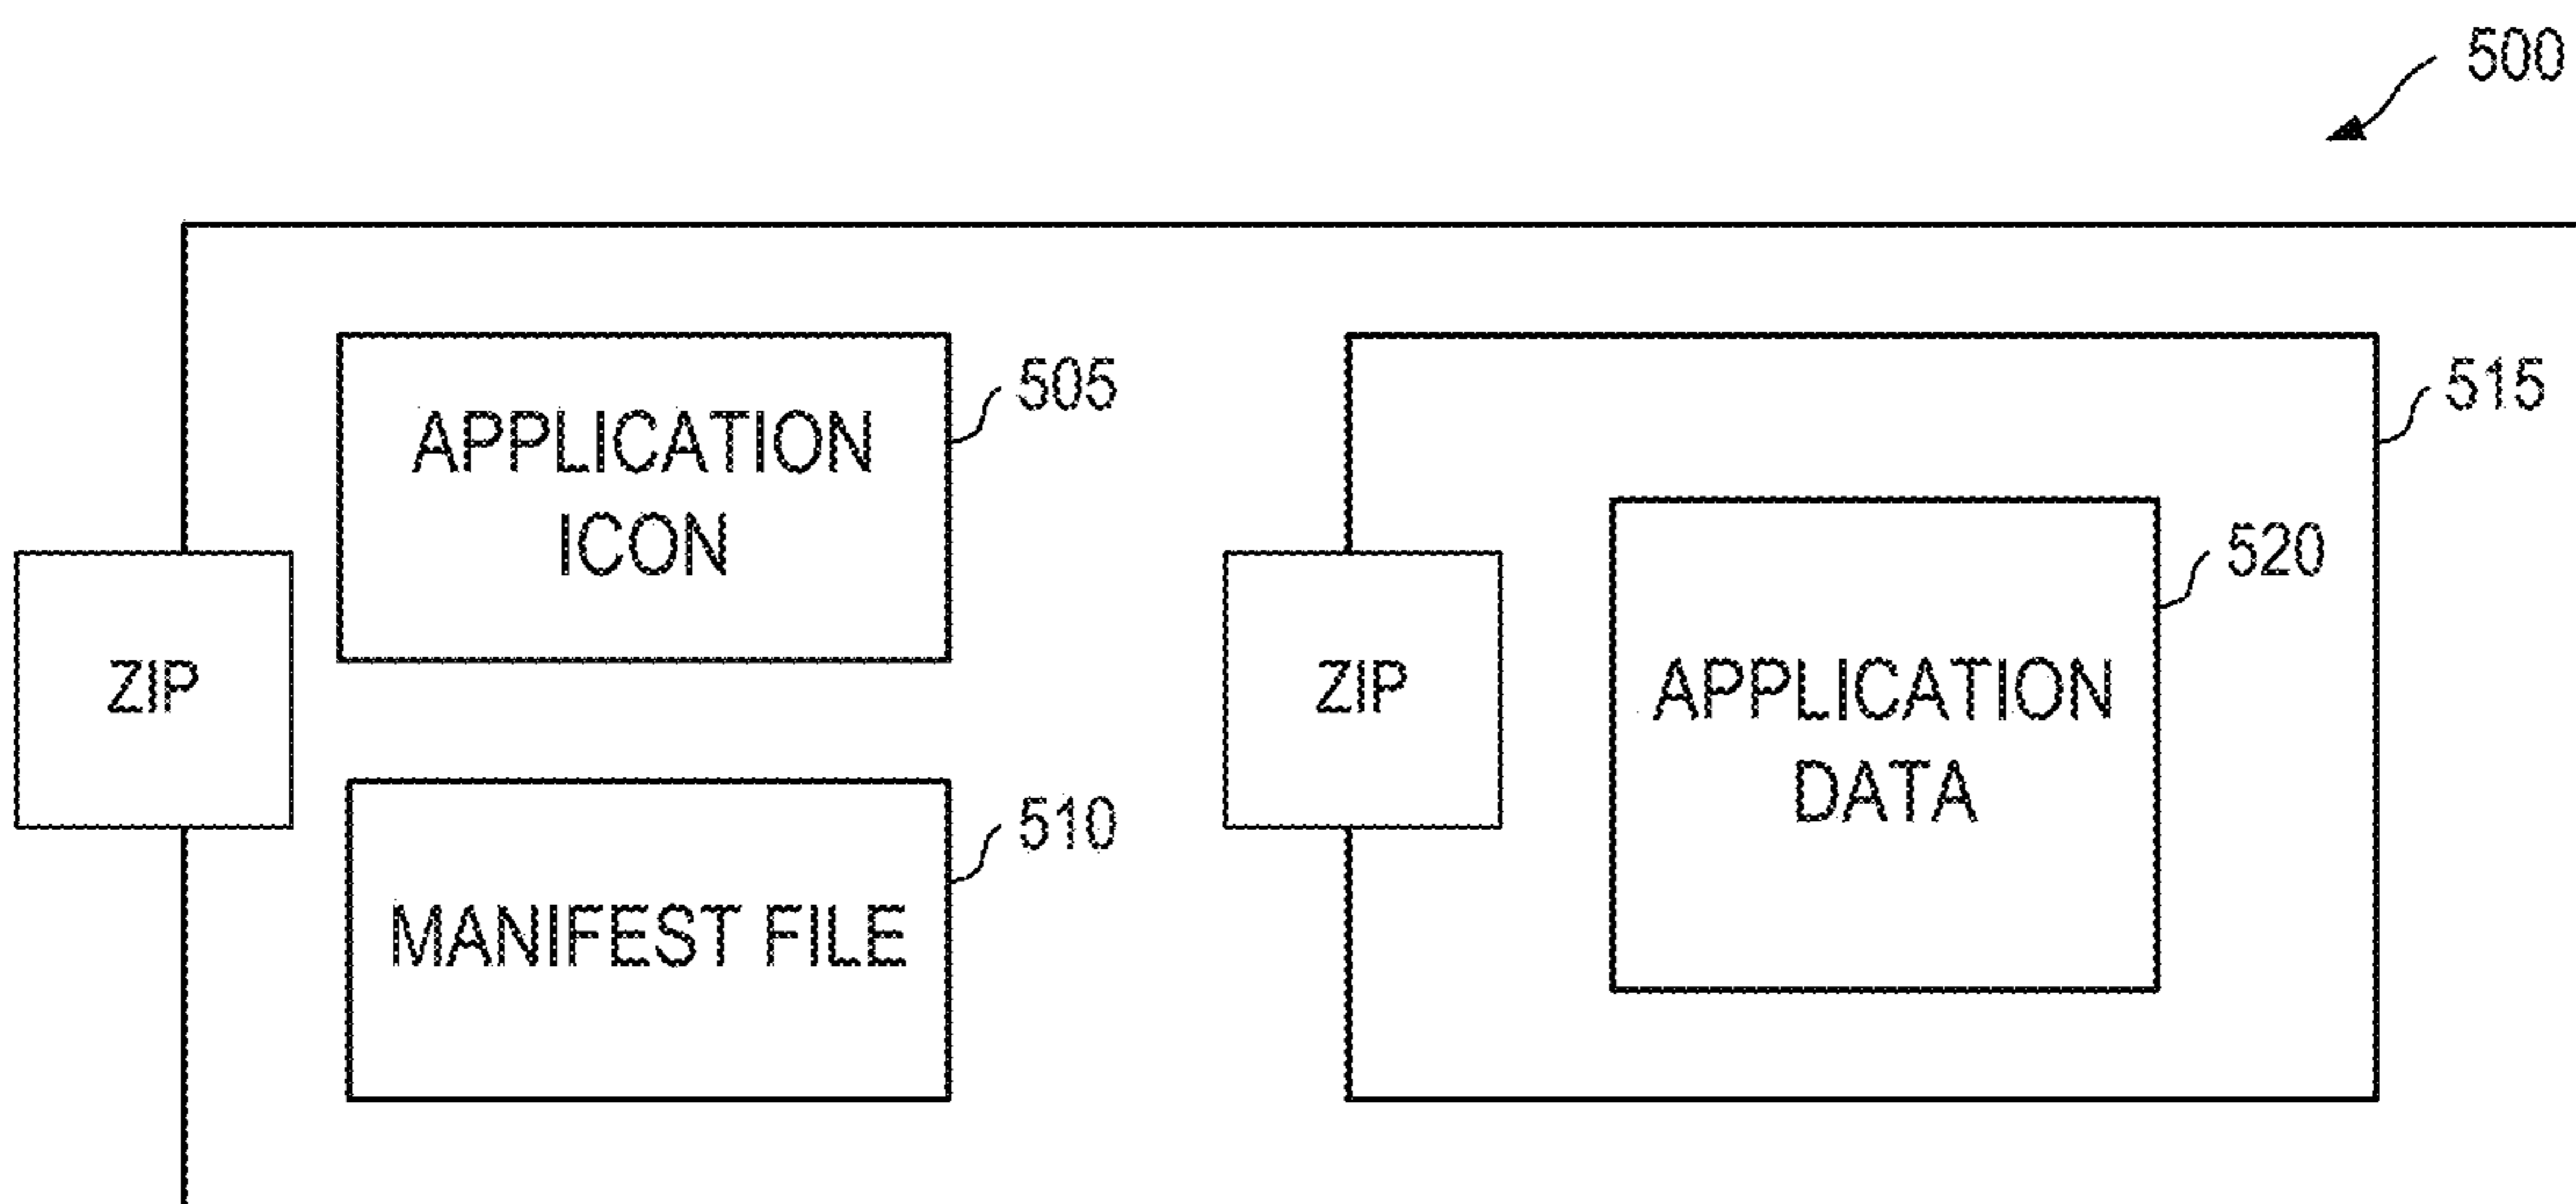 500
APPLICATION
ICON
505
ZIP
MANIFEST FILE
510
515
ZIP
APPLICATION
DATA
520